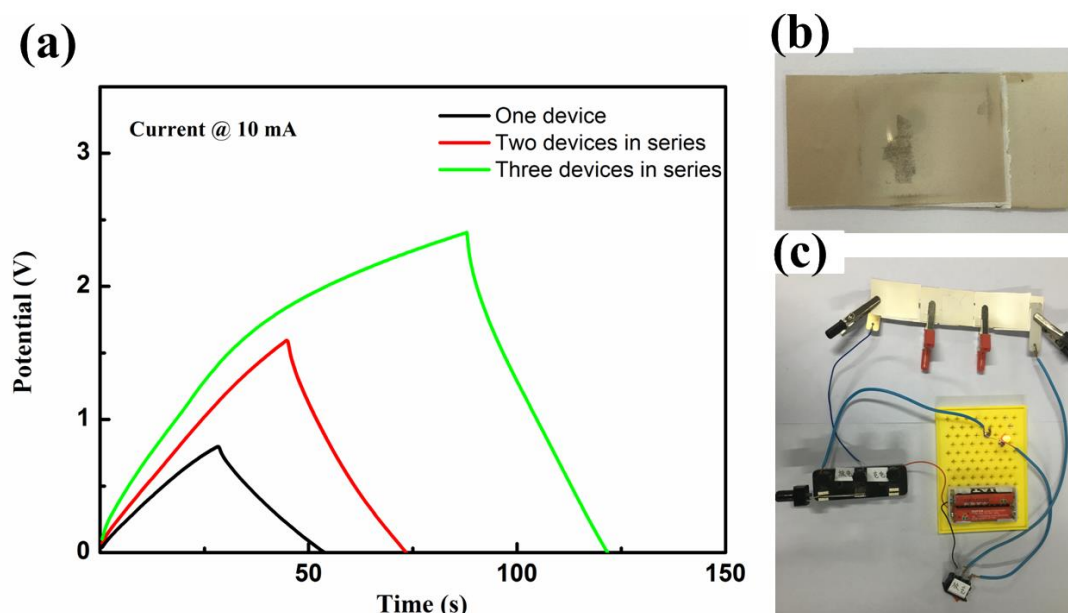 (a)
Current @ 10 mA
One device
Two devices in series
Three devices in series
Potential (V)
3
2
1
0
0
50
100
150
Time (s)
(b)
(c)